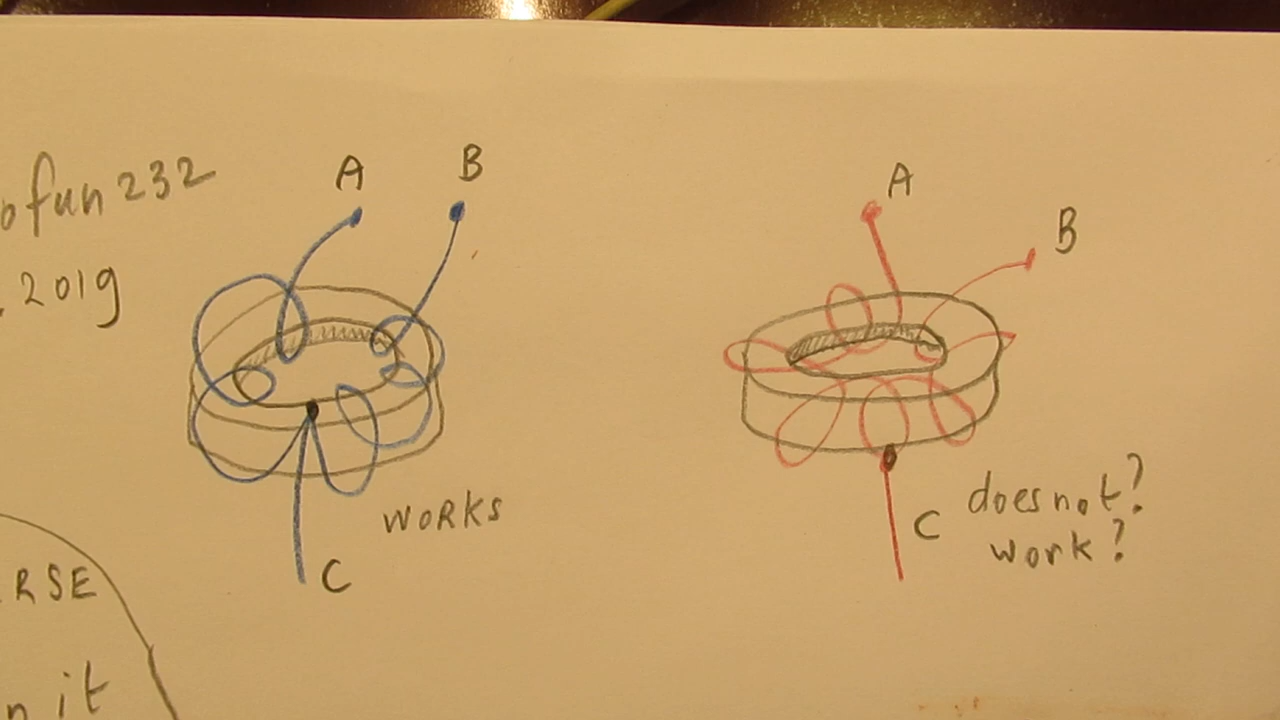 ofun 232
. 2019
A
B
WORKS
C
A
B
C
does not?
work?
RSE
n it